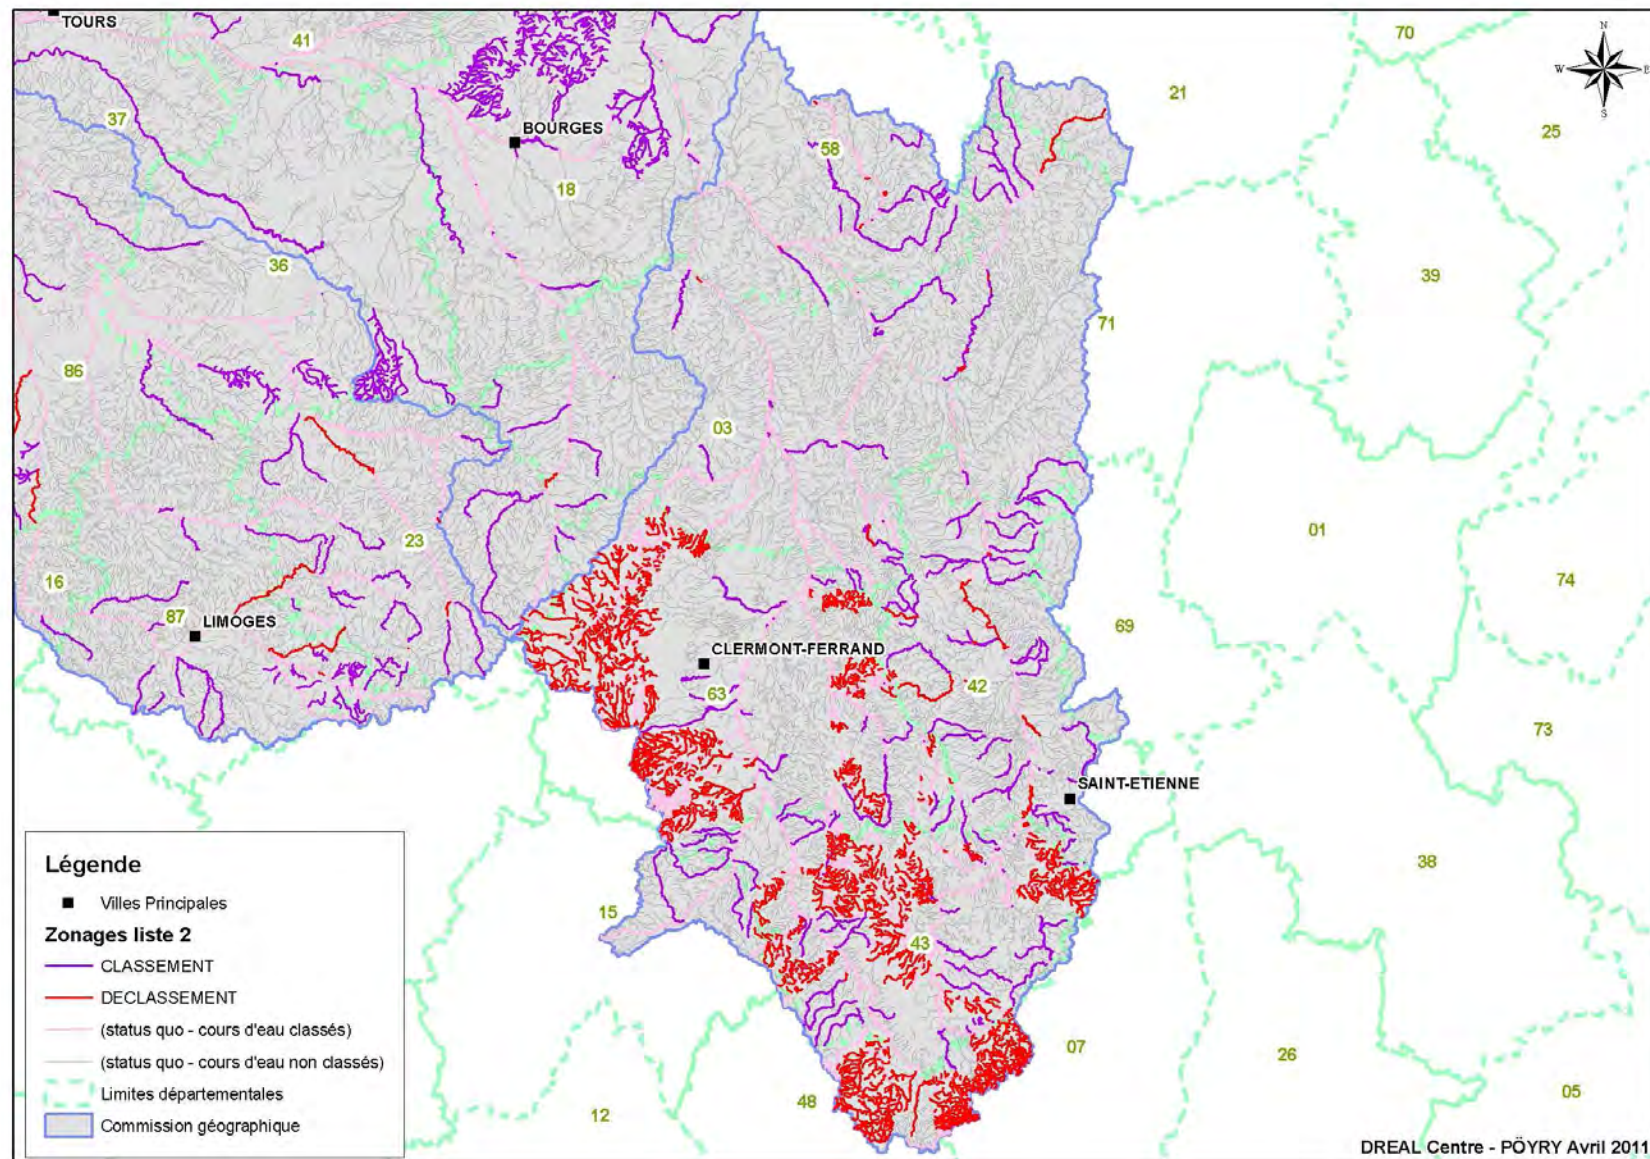 TOURS
41
70
N
W
E
S
21
37
25
BOURGES
58
18
36
39
71
86
03
01
23
16
74
87
LIMOGES
69
CLERMONT-FERRAND
63
42
73
SAINT-ETIENNE
38
15
43
07
26
48
12
05
Légende
Villes Principales
Zonages liste 2
CLASSEMENT
DECLASSEMENT
(status quo - cours d'eau classés)
(status quo - cours d'eau non classés)
Limites départementales
Commission géographique
DREAL Centre - PÖYRY Avril 2011